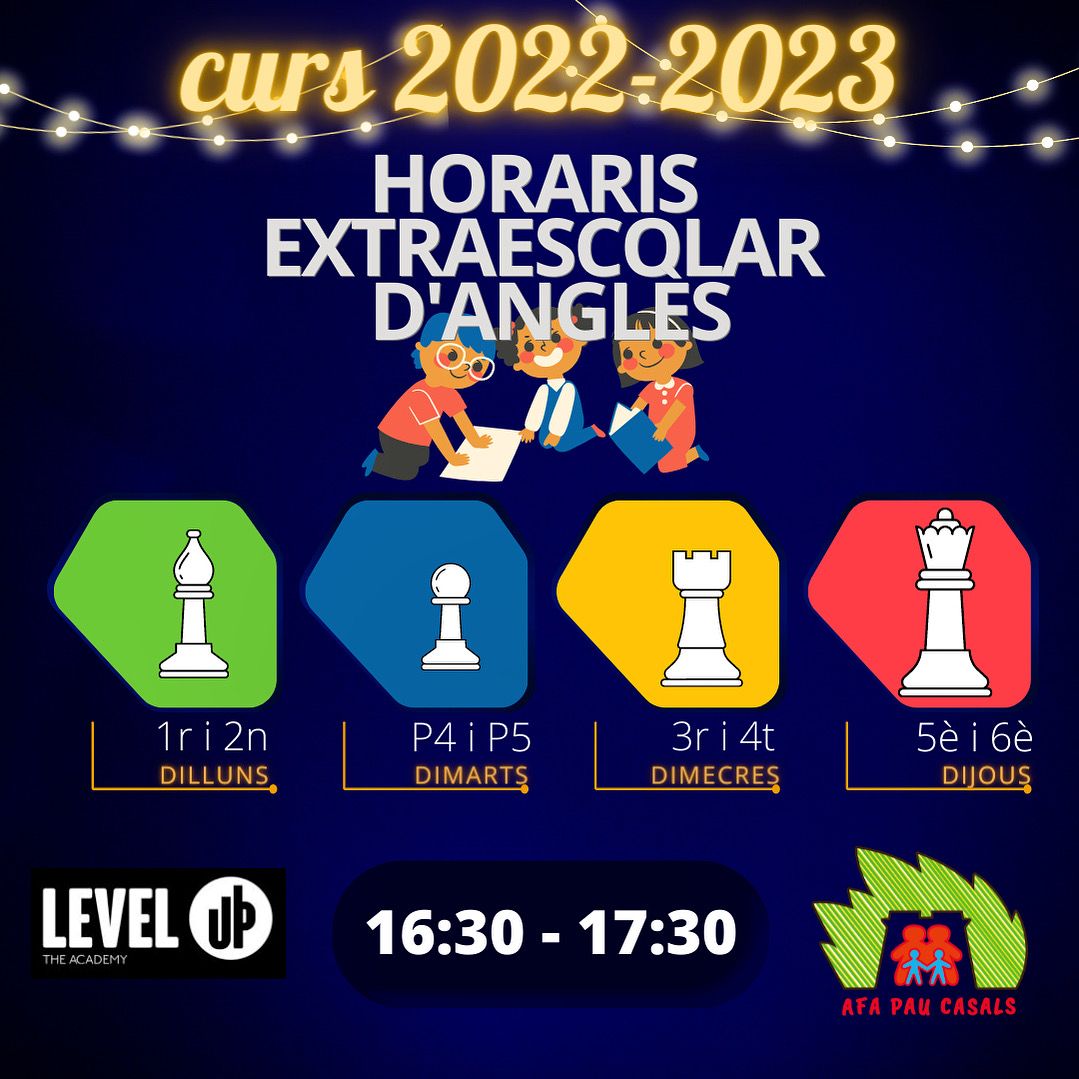 curs 2022-2023
HORARIS
EXTRAESCOLAR
D'ANGLES
1r i 2n
DILLUNS
P4 i P5
DIMARTS
3r i 4t
DIMECRES
5è i 6è
DIJOUS
LEVEL UP
THE ACADEMY
16:30 - 17:30
AFA PAU CASALS